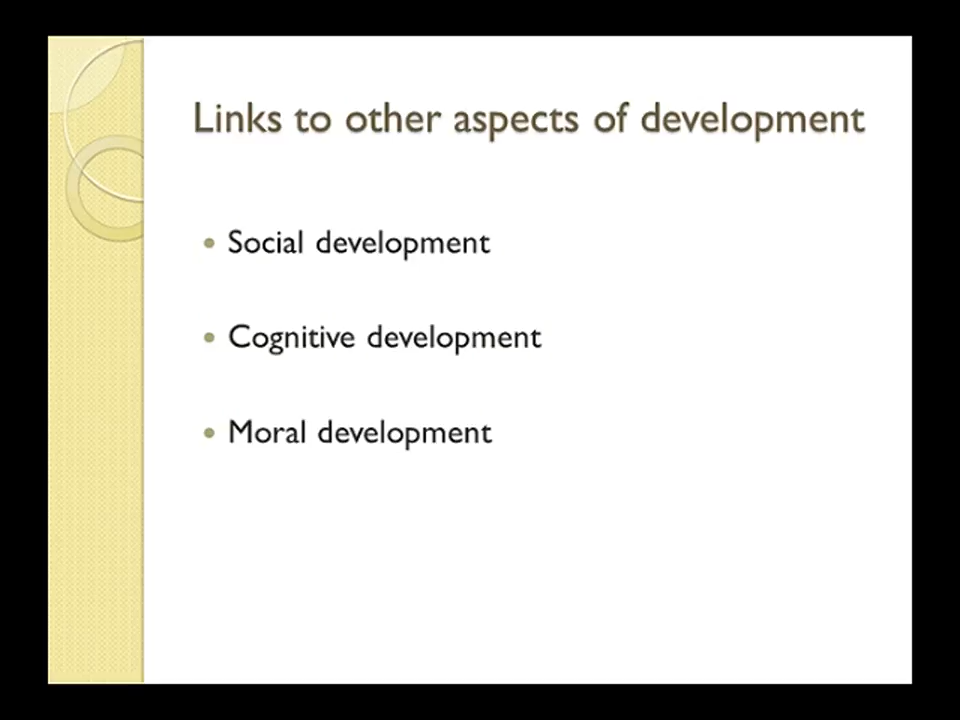 Links to other aspects of development
Social development
Cognitive development
Moral development